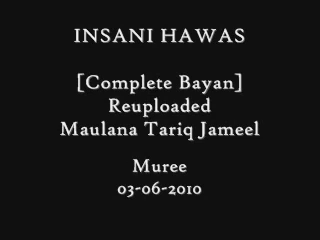 INSANI HAWAS
[Complete Bayan]
Reuploaded
Maulana Tariq Jameel
Muree
03-06-2010